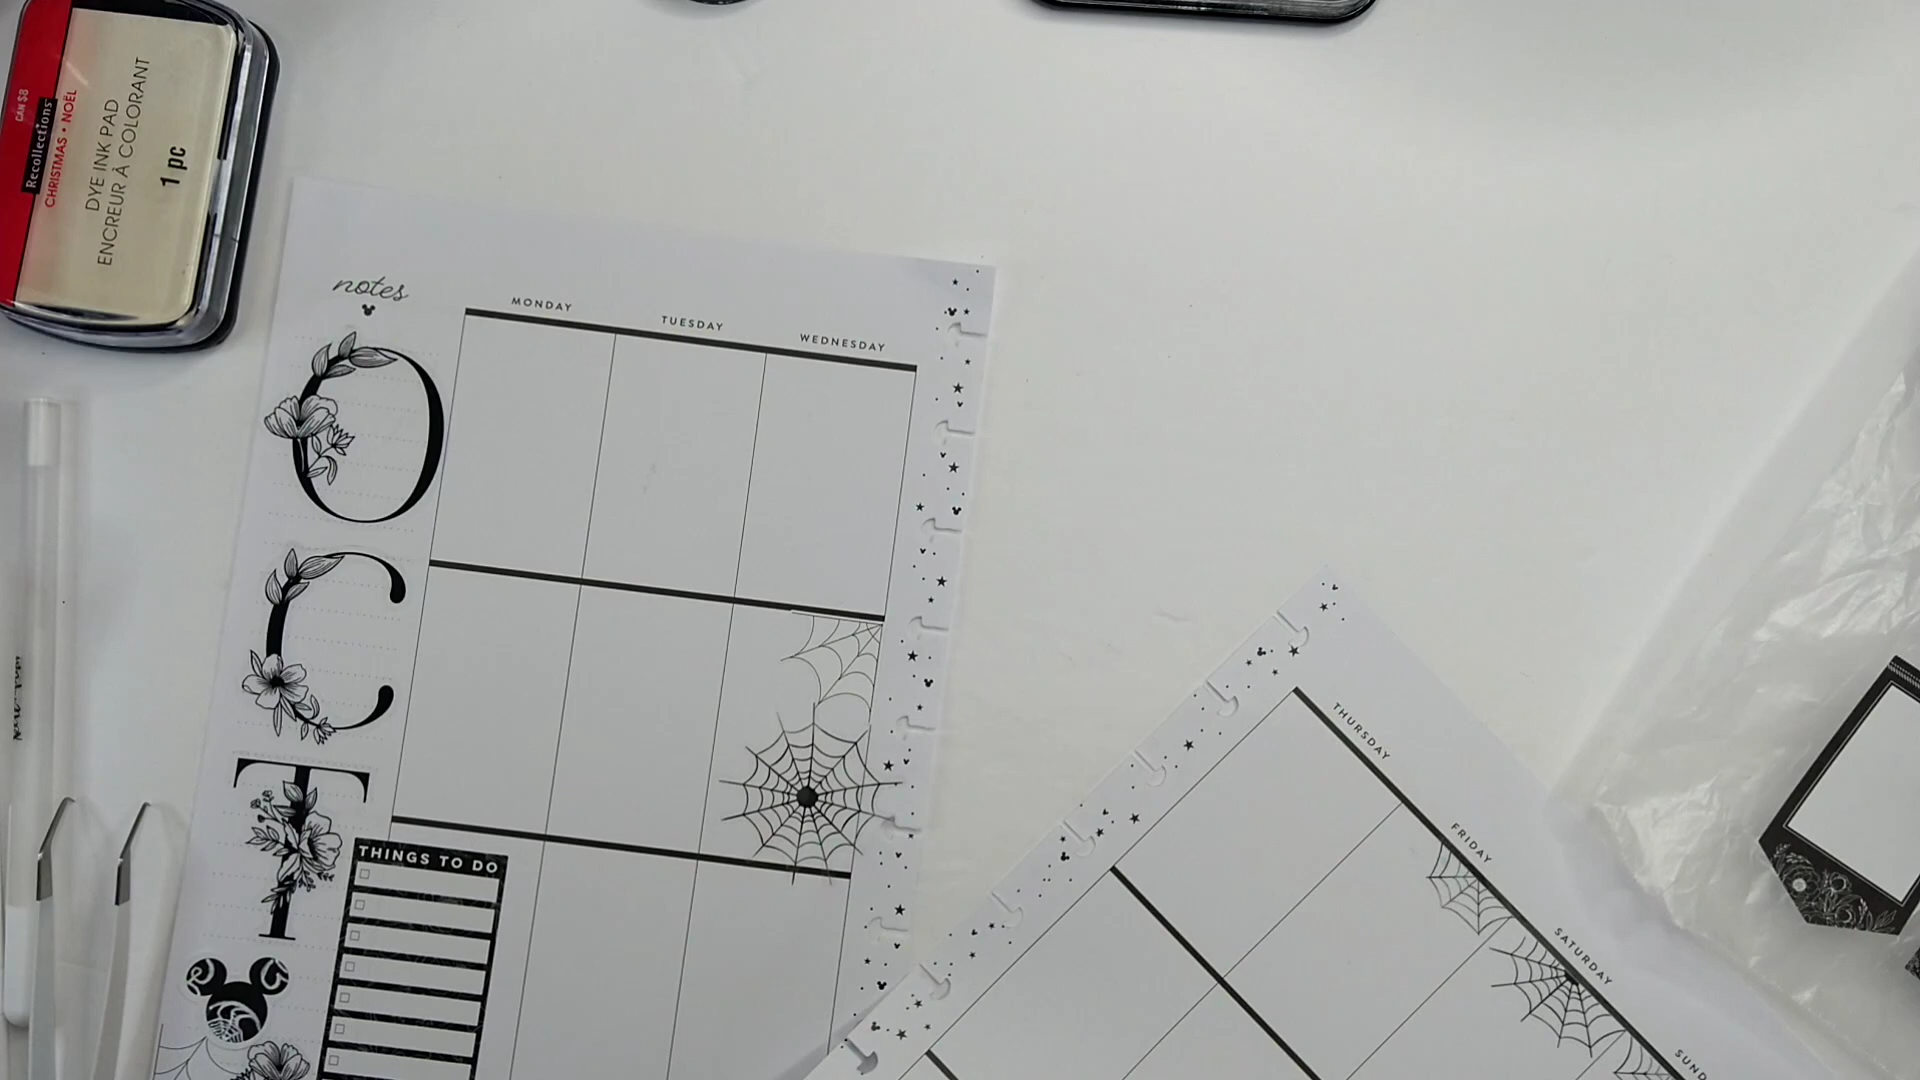 CAN $8
Recollections
CHRISTMAS • NOËL
DYE INK PAD
ENCREUR À COLORANT
1 pc
notes
MONDAY
TUESDAY
WEDNESDAY
O
C
T
THINGS TO DO
THURSDAY
FRIDAY
SATURDAY
SUND